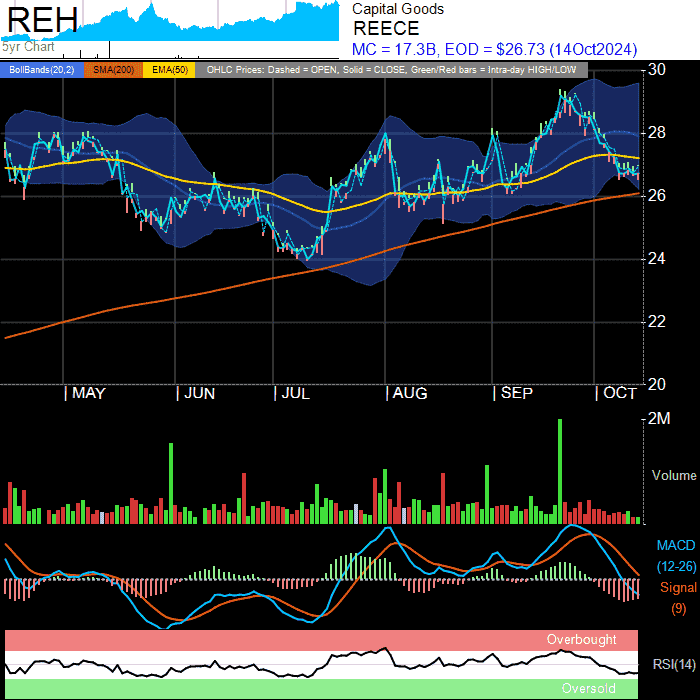 REH
5yr Chart
Capital Goods
REECE
MC = 17.3B, EOD = $26.73 (14Oct2024)
BollBands(20,2) SMA(200) EMA(50) OHLC Prices: Dashed = OPEN, Solid = CLOSE, Green/Red bars = Intra-day HIGH/LOW
30
28
26
24
22
20
MAY JUN JUL AUG SEP OCT
2M
Volume
MACD
(12-26)
Signal
(9)
Overbought
RSI(14)
Oversold